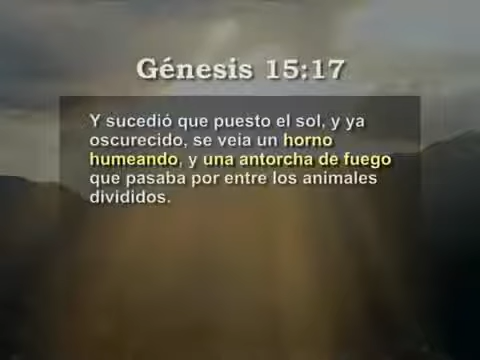 Génesis 15:17
Y sucedió que puesto el sol, y ya
oscurecido, se veia un horno
humeando, y una antorcha de fuego
que pasaba por entre los animales
divididos.